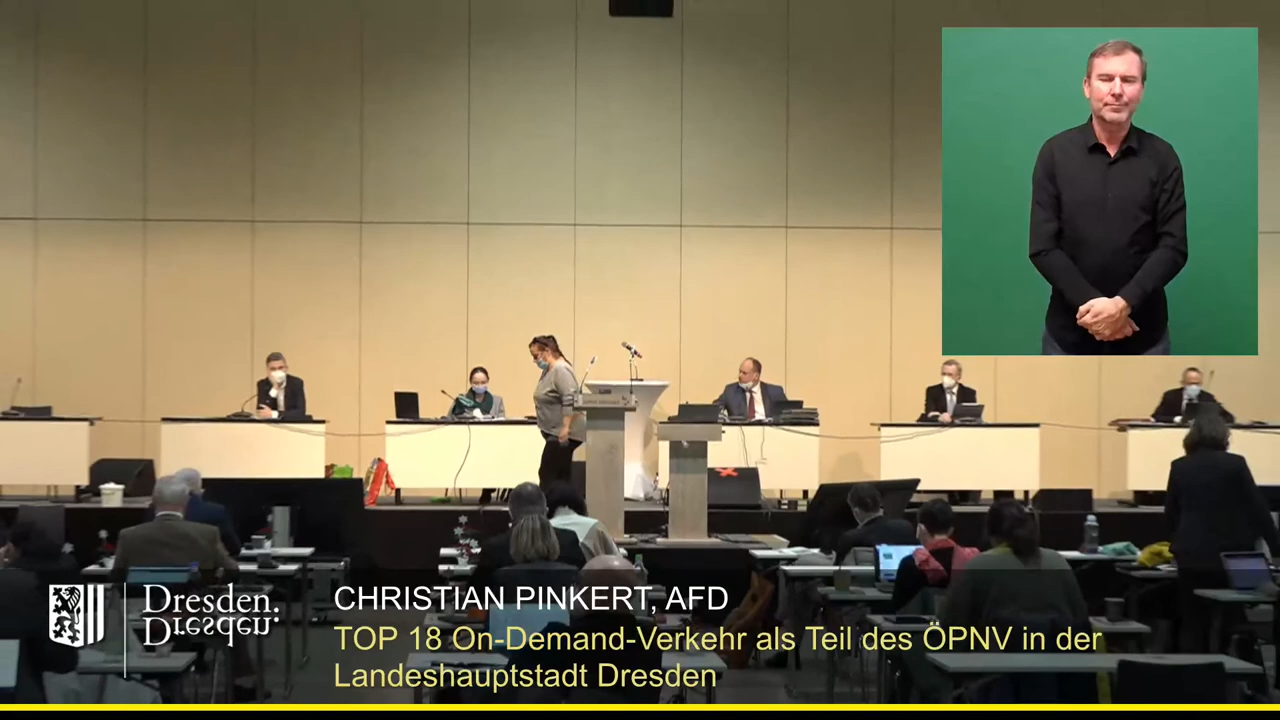 Dresden.
Dresden.
CHRISTIAN PINKERT, AFD
TOP 18 On-Demand-Verkehr als Teil des ÖPNV in der
Landeshauptstadt Dresden